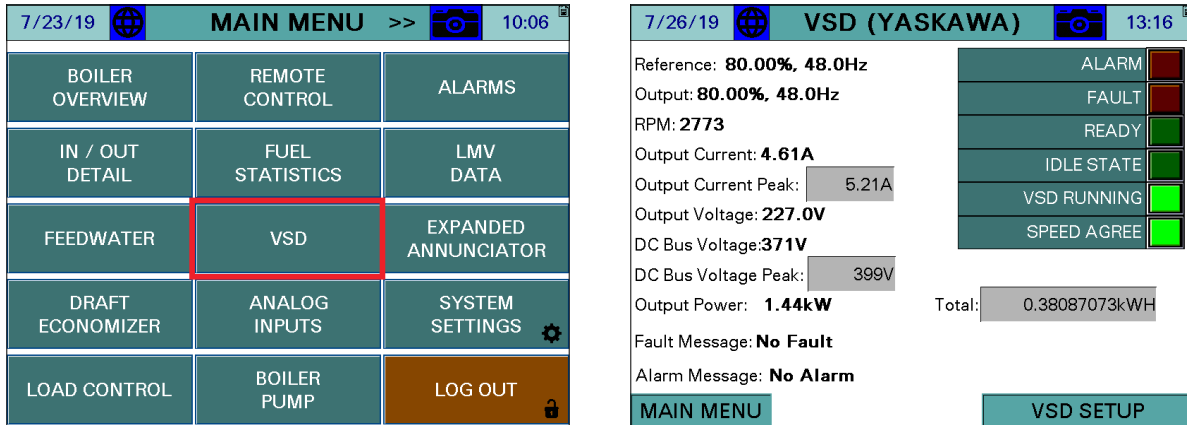 7/23/19 MAIN MENU >> 10:06
BOILER
OVERVIEW
REMOTE
CONTROL
ALARMS
IN / OUT
DETAIL
FUEL
STATISTICS
LMV
DATA
FEEDWATER
VSD
EXPANDED
ANNUNCIATOR
DRAFT
ECONOMIZER
ANALOG
INPUTS
SYSTEM
SETTINGS
LOAD CONTROL
BOILER
PUMP
LOG OUT
7/26/19 VSD (YASKAWA) 13:16
Reference: 80.00%, 48.0Hz
Output: 80.00%, 48.0Hz
RPM: 2773
Output Current: 4.61A
Output Current Peak: 5.21A
Output Voltage: 227.0V
DC Bus Voltage:371V
DC Bus Voltage Peak: 399V
Output Power: 1.44kW Total: 0.38087073kWH
Fault Message: No Fault
Alarm Message: No Alarm
ALARM
FAULT
READY
IDLE STATE
VSD RUNNING
SPEED AGREE
MAIN MENU VSD SETUP